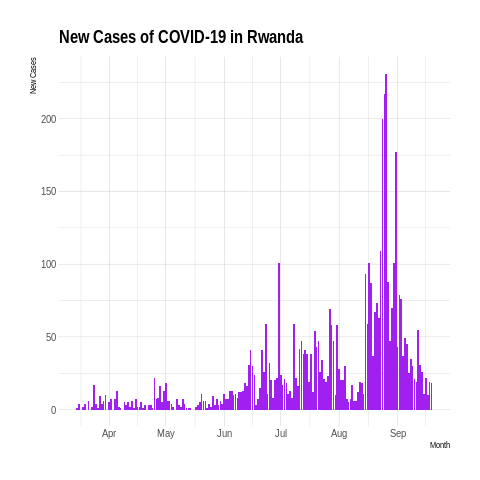 New Cases of COVID-19 in Rwanda
New Cases
200
150
100
50
0
Apr May Jun Jul Aug Sep
Month